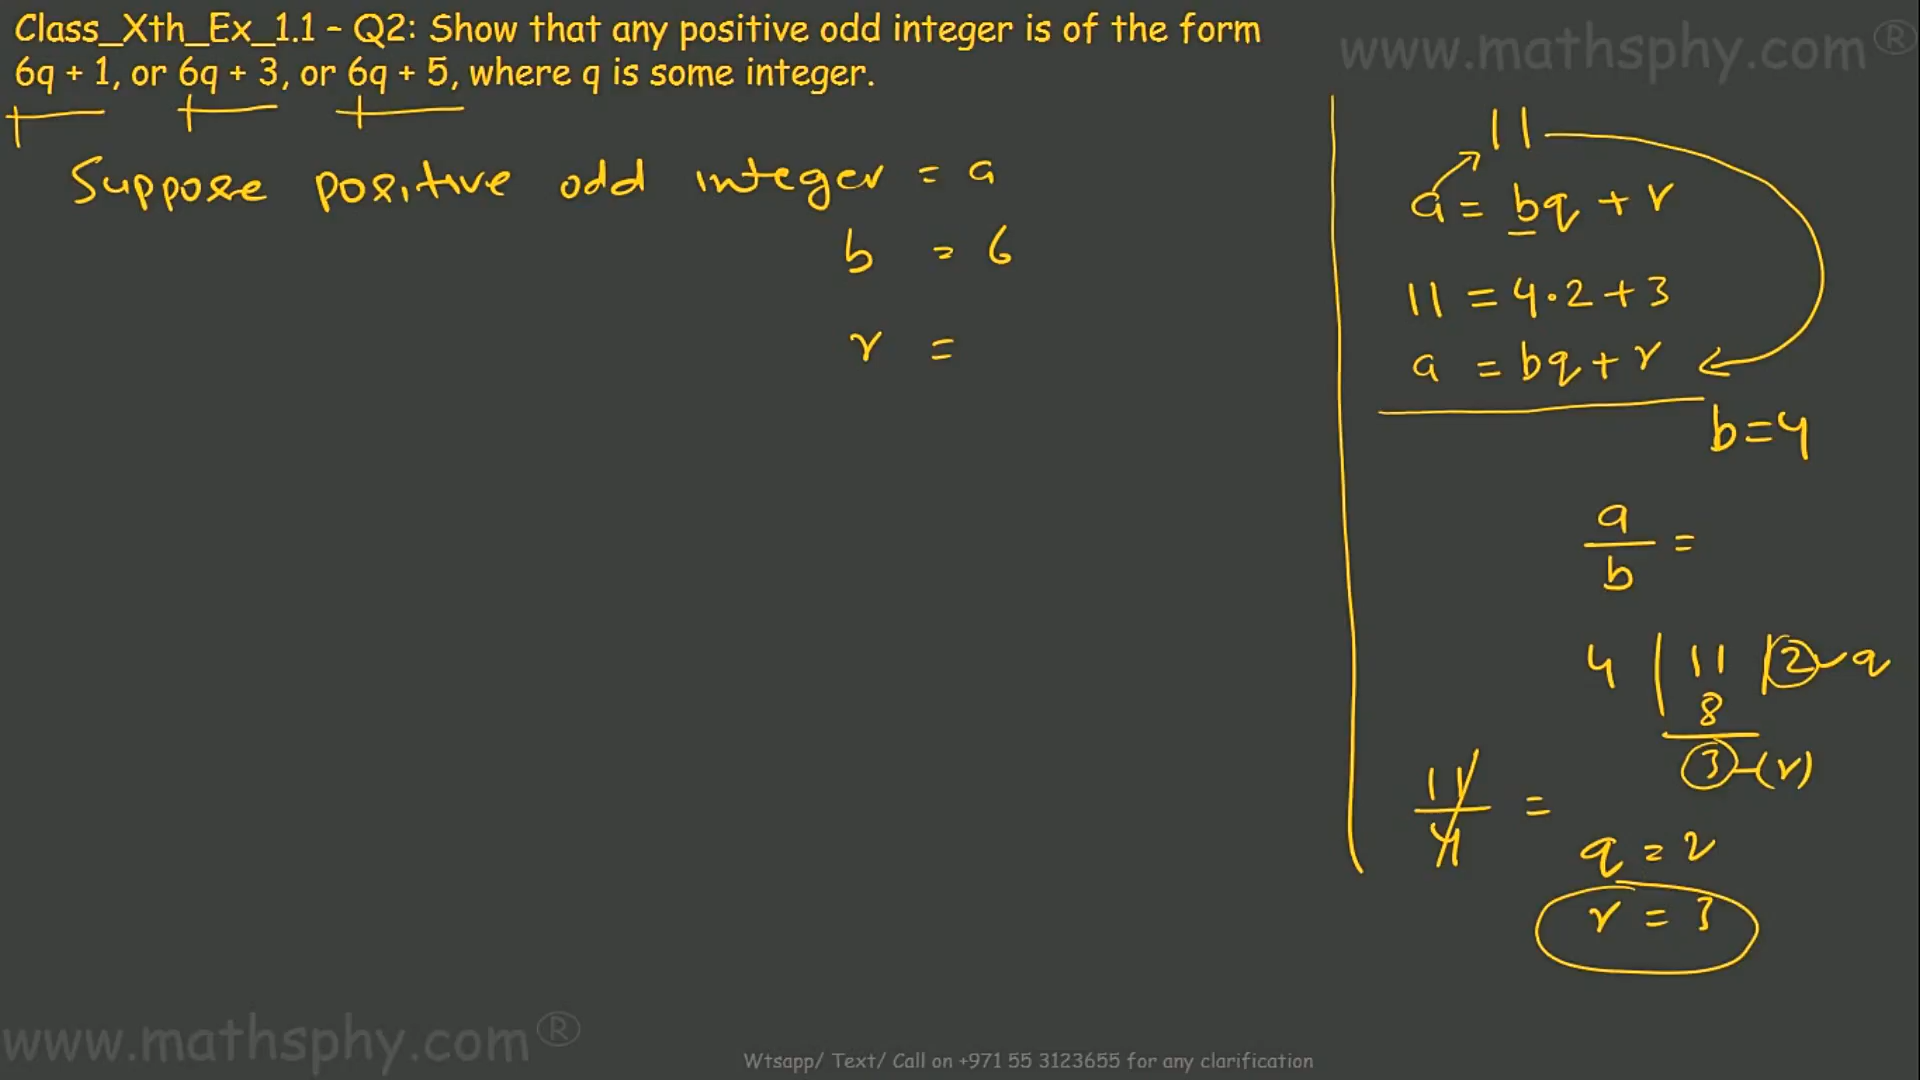 Class_Xth_Ex_1.1 – Q2: Show that any positive odd integer is of the form
6q + 1, or 6q + 3, or 6q + 5, where q is some integer.
www.mathsphy.com®
Suppose positive odd integer = a
b = 6
r =
11
a = bq + r
11 = 4·2 + 3
a = bq + r
b = 4
a/b =
4 | 11 | 2 q
8
3 – (r)
11/4 =
q = 2
r = 3
www.mathsphy.com®
Wtsapp/ Text/ Call on +971 55 3123655 for any clarification